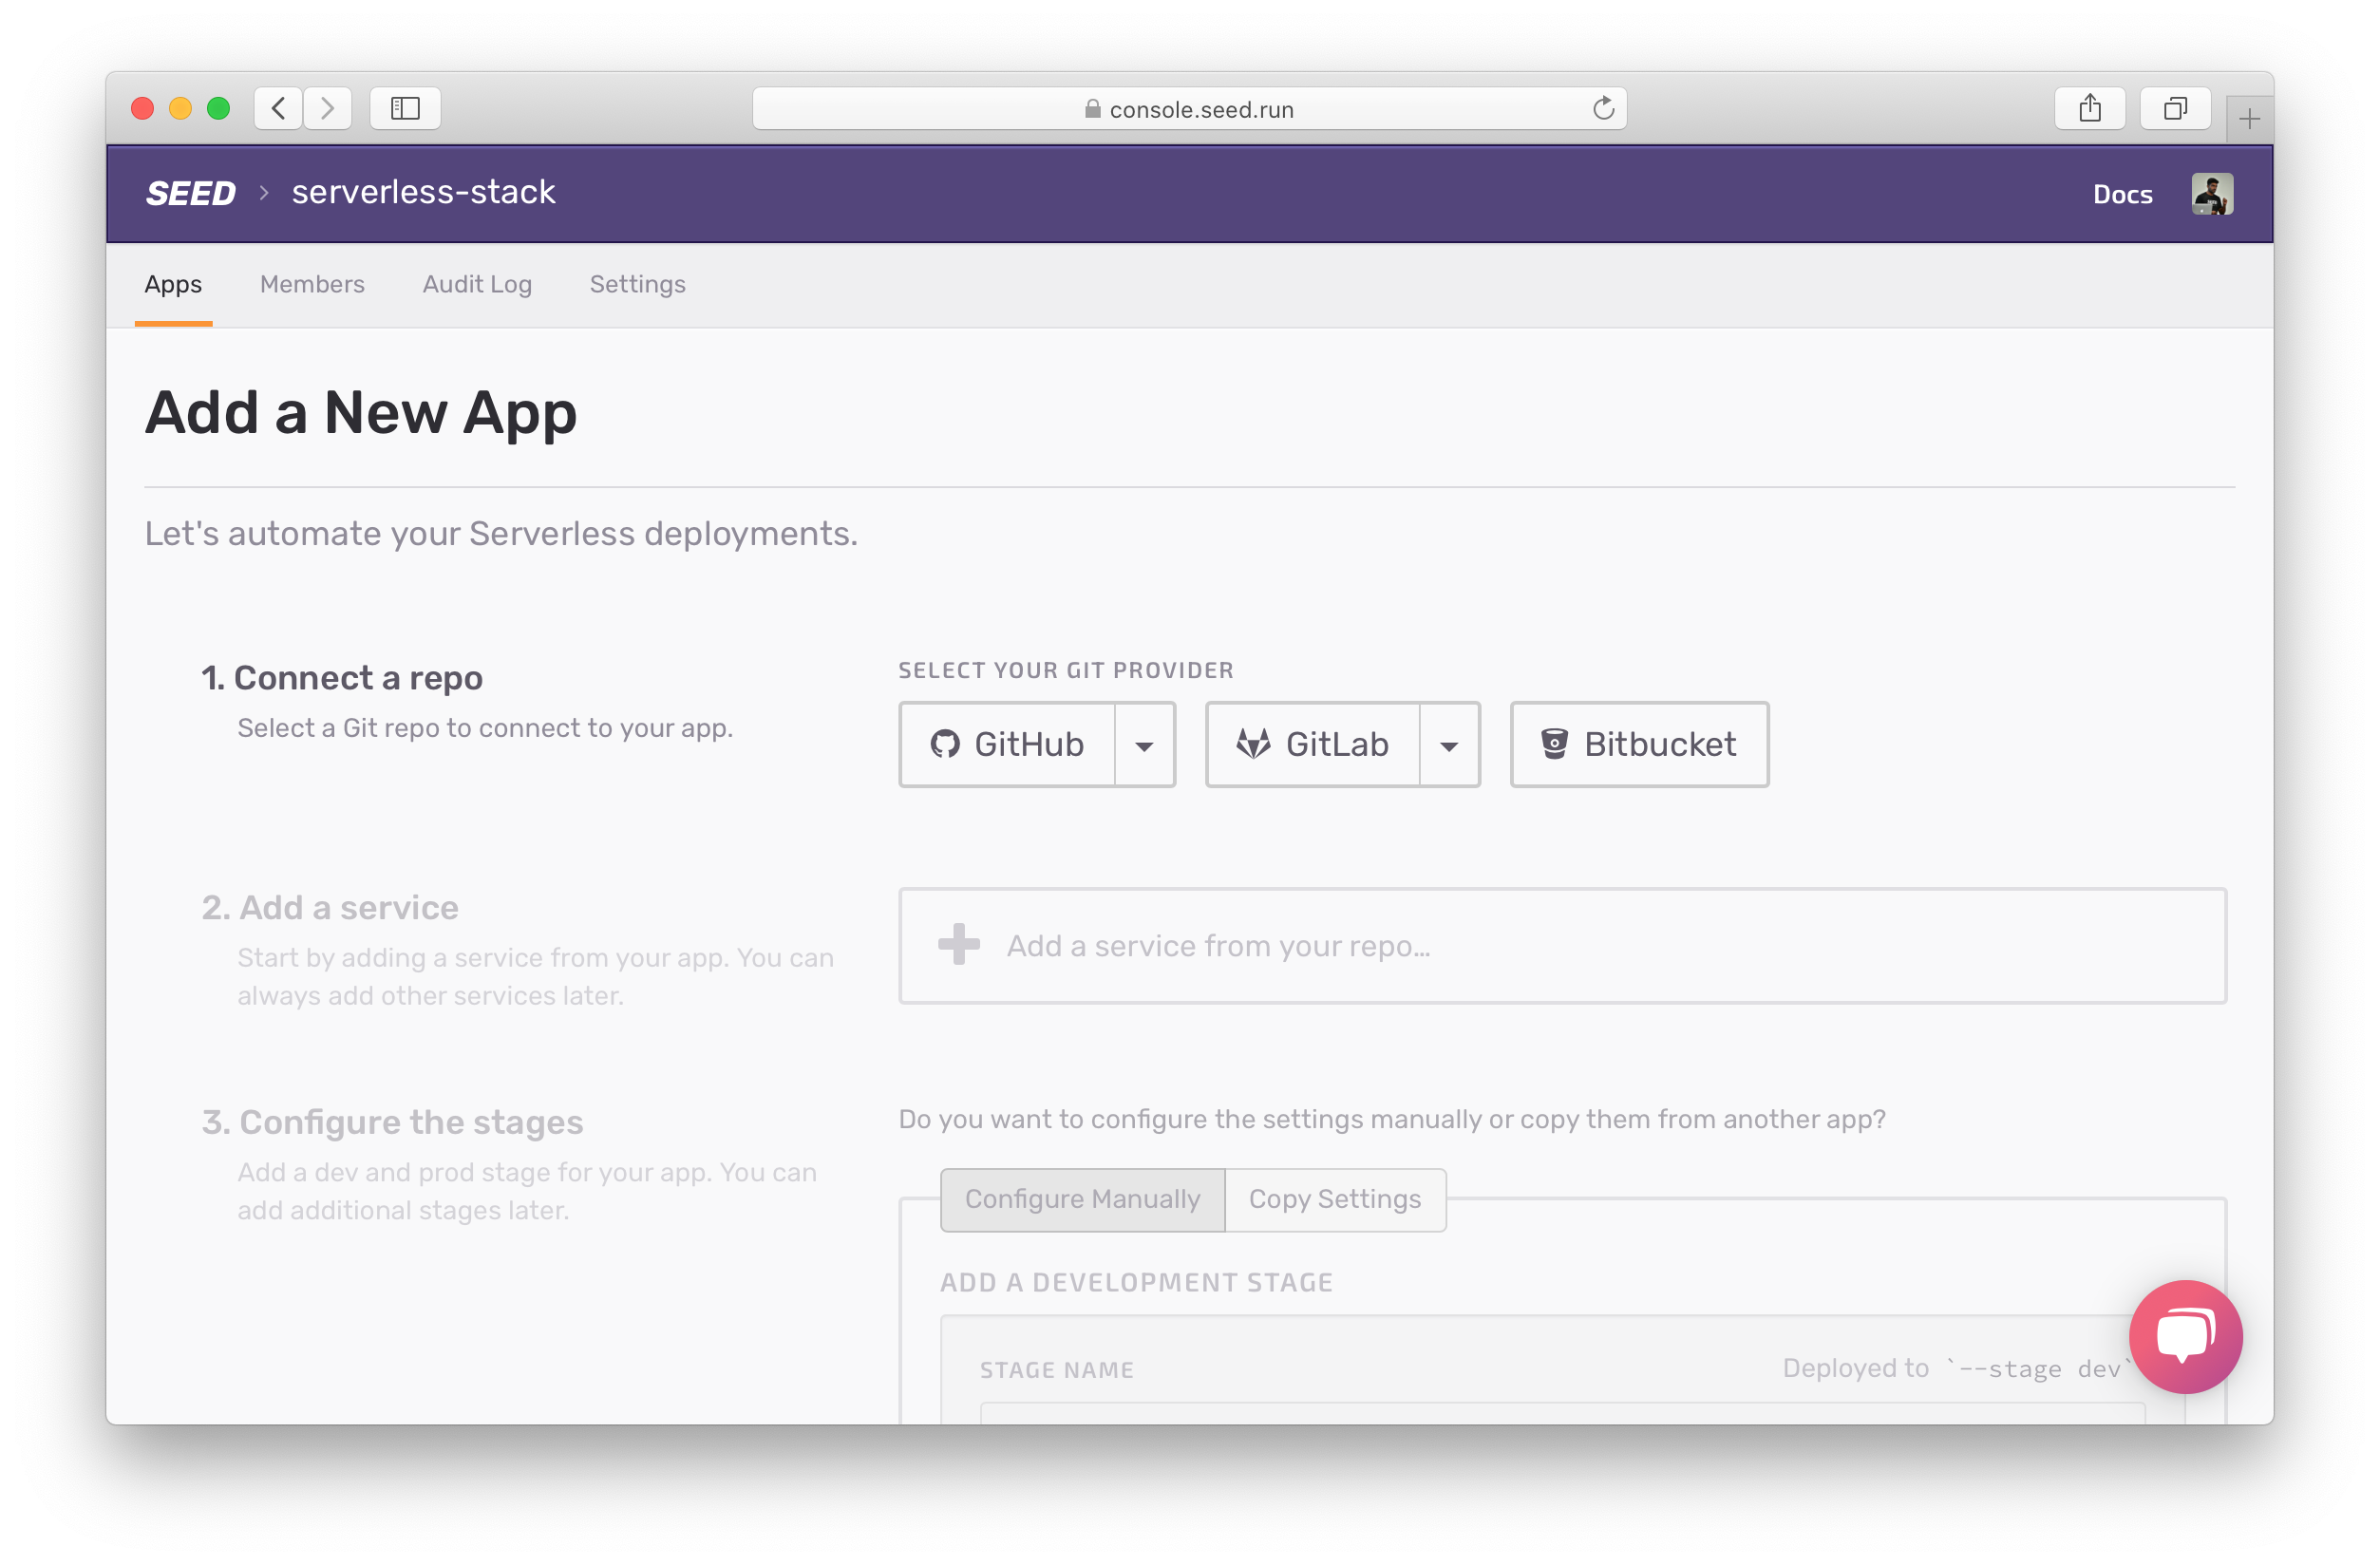 console.seed.run
SEED > serverless-stack
Docs
Apps
Members
Audit Log
Settings
Add a New App
Let's automate your Serverless deployments.
1. Connect a repo
Select a Git repo to connect to your app.
SELECT YOUR GIT PROVIDER
GitHub
GitLab
Bitbucket
2. Add a service
Start by adding a service from your app. You can
always add other services later.
Add a service from your repo...
3. Configure the stages
Add a dev and prod stage for your app. You can
add additional stages later.
Do you want to configure the settings manually or copy them from another app?
Configure Manually
Copy Settings
ADD A DEVELOPMENT STAGE
STAGE NAME
Deployed to `--stage dev`